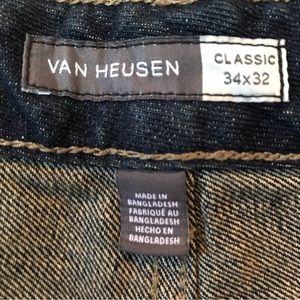 VAN HEUSEN
CLASSIC
34x32
MADE IN
BANGLADESH
FABRIQUÉ AU
BANGLADESH
HECHO EN
BANGLADESH